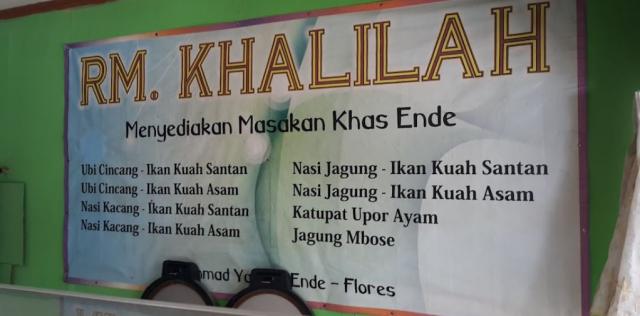 RM. KHALILAH
Menyediakan Masakan Khas Ende
Ubi Cincang - Ikan Kuah Santan
Ubi Cincang - Ikan Kuah Asam
Nasi Kacang - Ikan Kuah Santan
Nasi Kacang - Ikan Kuah Asam
Nasi Jagung - Ikan Kuah Santan
Nasi Jagung - Ikan Kuah Asam
Katupat Upor Ayam
Jagung Mbose
Ende - Flores